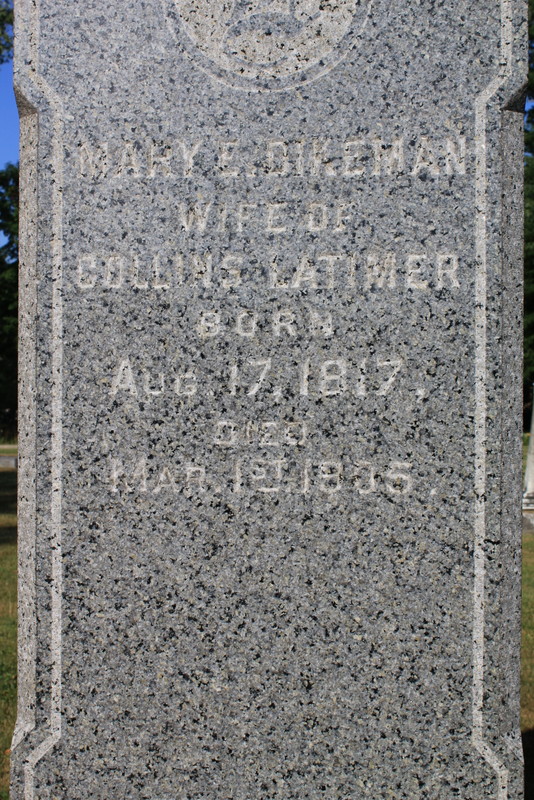 MARY E. DIKEMAN
WIFE OF
COLLINS LATIMER
BORN
AUG 17, 1817.
DIED
MAR. 1ST.